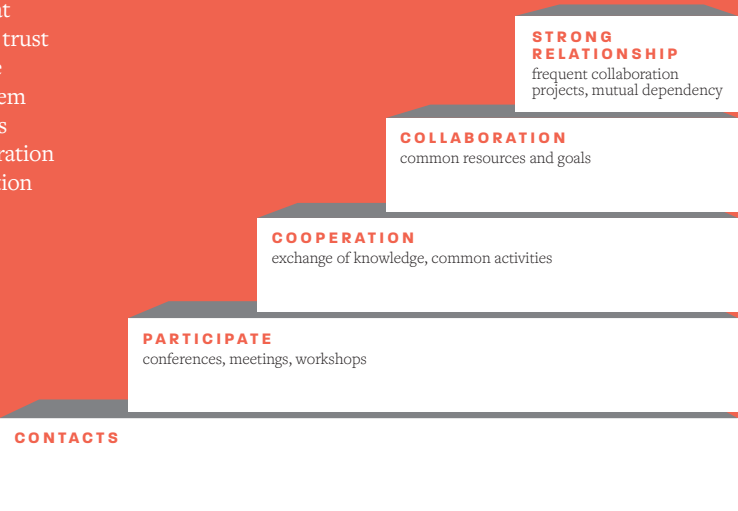 trust
STRONG
RELATIONSHIP
frequent collaboration
projects, mutual dependency
COLLABORATION
common resources and goals
COOPERATION
exchange of knowledge, common activities
PARTICIPATE
conferences, meetings, workshops
CONTACTS